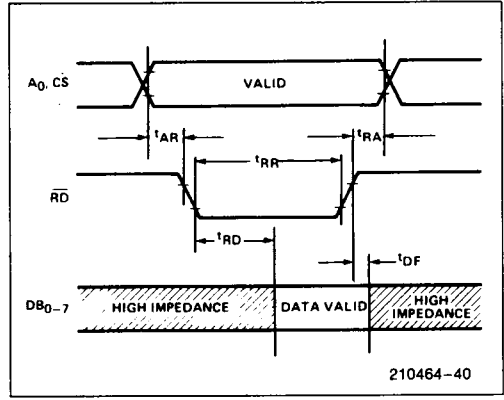 A0, CS
VALID
tAR
tRA
tRR
RD
tRD
tDF
DB0–7
HIGH IMPEDANCE
DATA VALID
HIGH
IMPEDANCE
210464–40